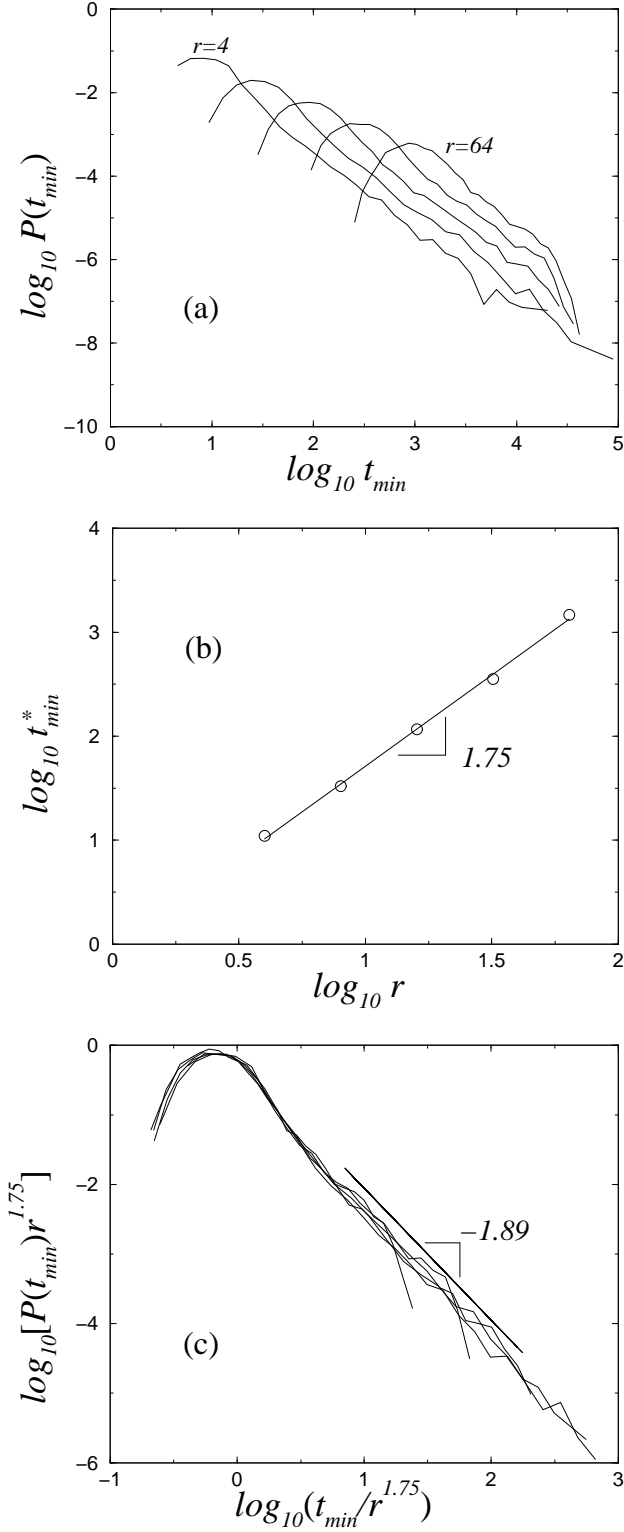 0
−2
−4
−6
−8
−10
log10 P(tmin)
r=4
r=64
(a)
0 1 2 3 4 5
log10 tmin
4
3
2
1
0
log10 t*min
(b)
1.75
0 0.5 1 1.5 2
log10 r
0
−2
−4
−6
log10[P(tmin)r^1.75]
−1.89
(c)
−1 0 1 2 3
log10(tmin/r^1.75)